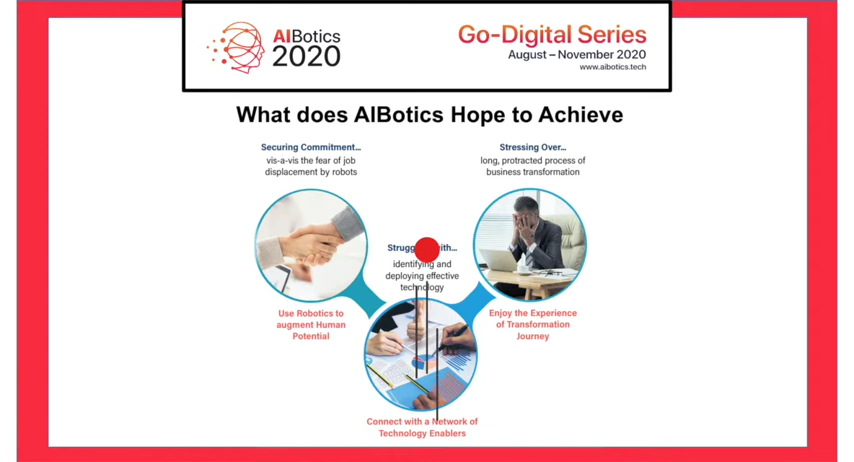 AIBotics
2020
Go-Digital Series
August – November 2020
www.aibotics.tech
What does AIBotics Hope to Achieve
Securing Commitment...
vis-a-vis the fear of job
displacement by robots
Use Robotics to
augment Human
Potential
identifying and
deploying effective
technology
Connect with a Network of
Technology Enablers
Stressing Over...
long, protracted process of
business transformation
Enjoy the Experience
of Transformation
Journey